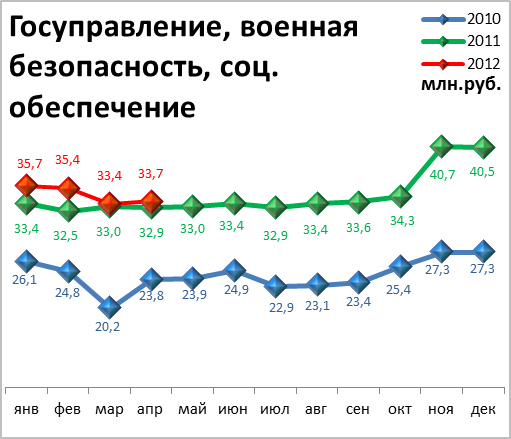 Госуправление, военная
безопасность, соц.
обеспечение
2010
2011
2012
млн.руб.
35,7 35,4 33,4 33,7
33,4 32,5 33,0 32,9 33,0 33,4 32,9 33,4 33,6 34,3 40,7 40,5
26,1 24,8 20,2 23,8 23,9 24,9 22,9 23,1 23,4 25,4 27,3 27,3
янв фев мар апр май июн июл авг сен окт ноя дек